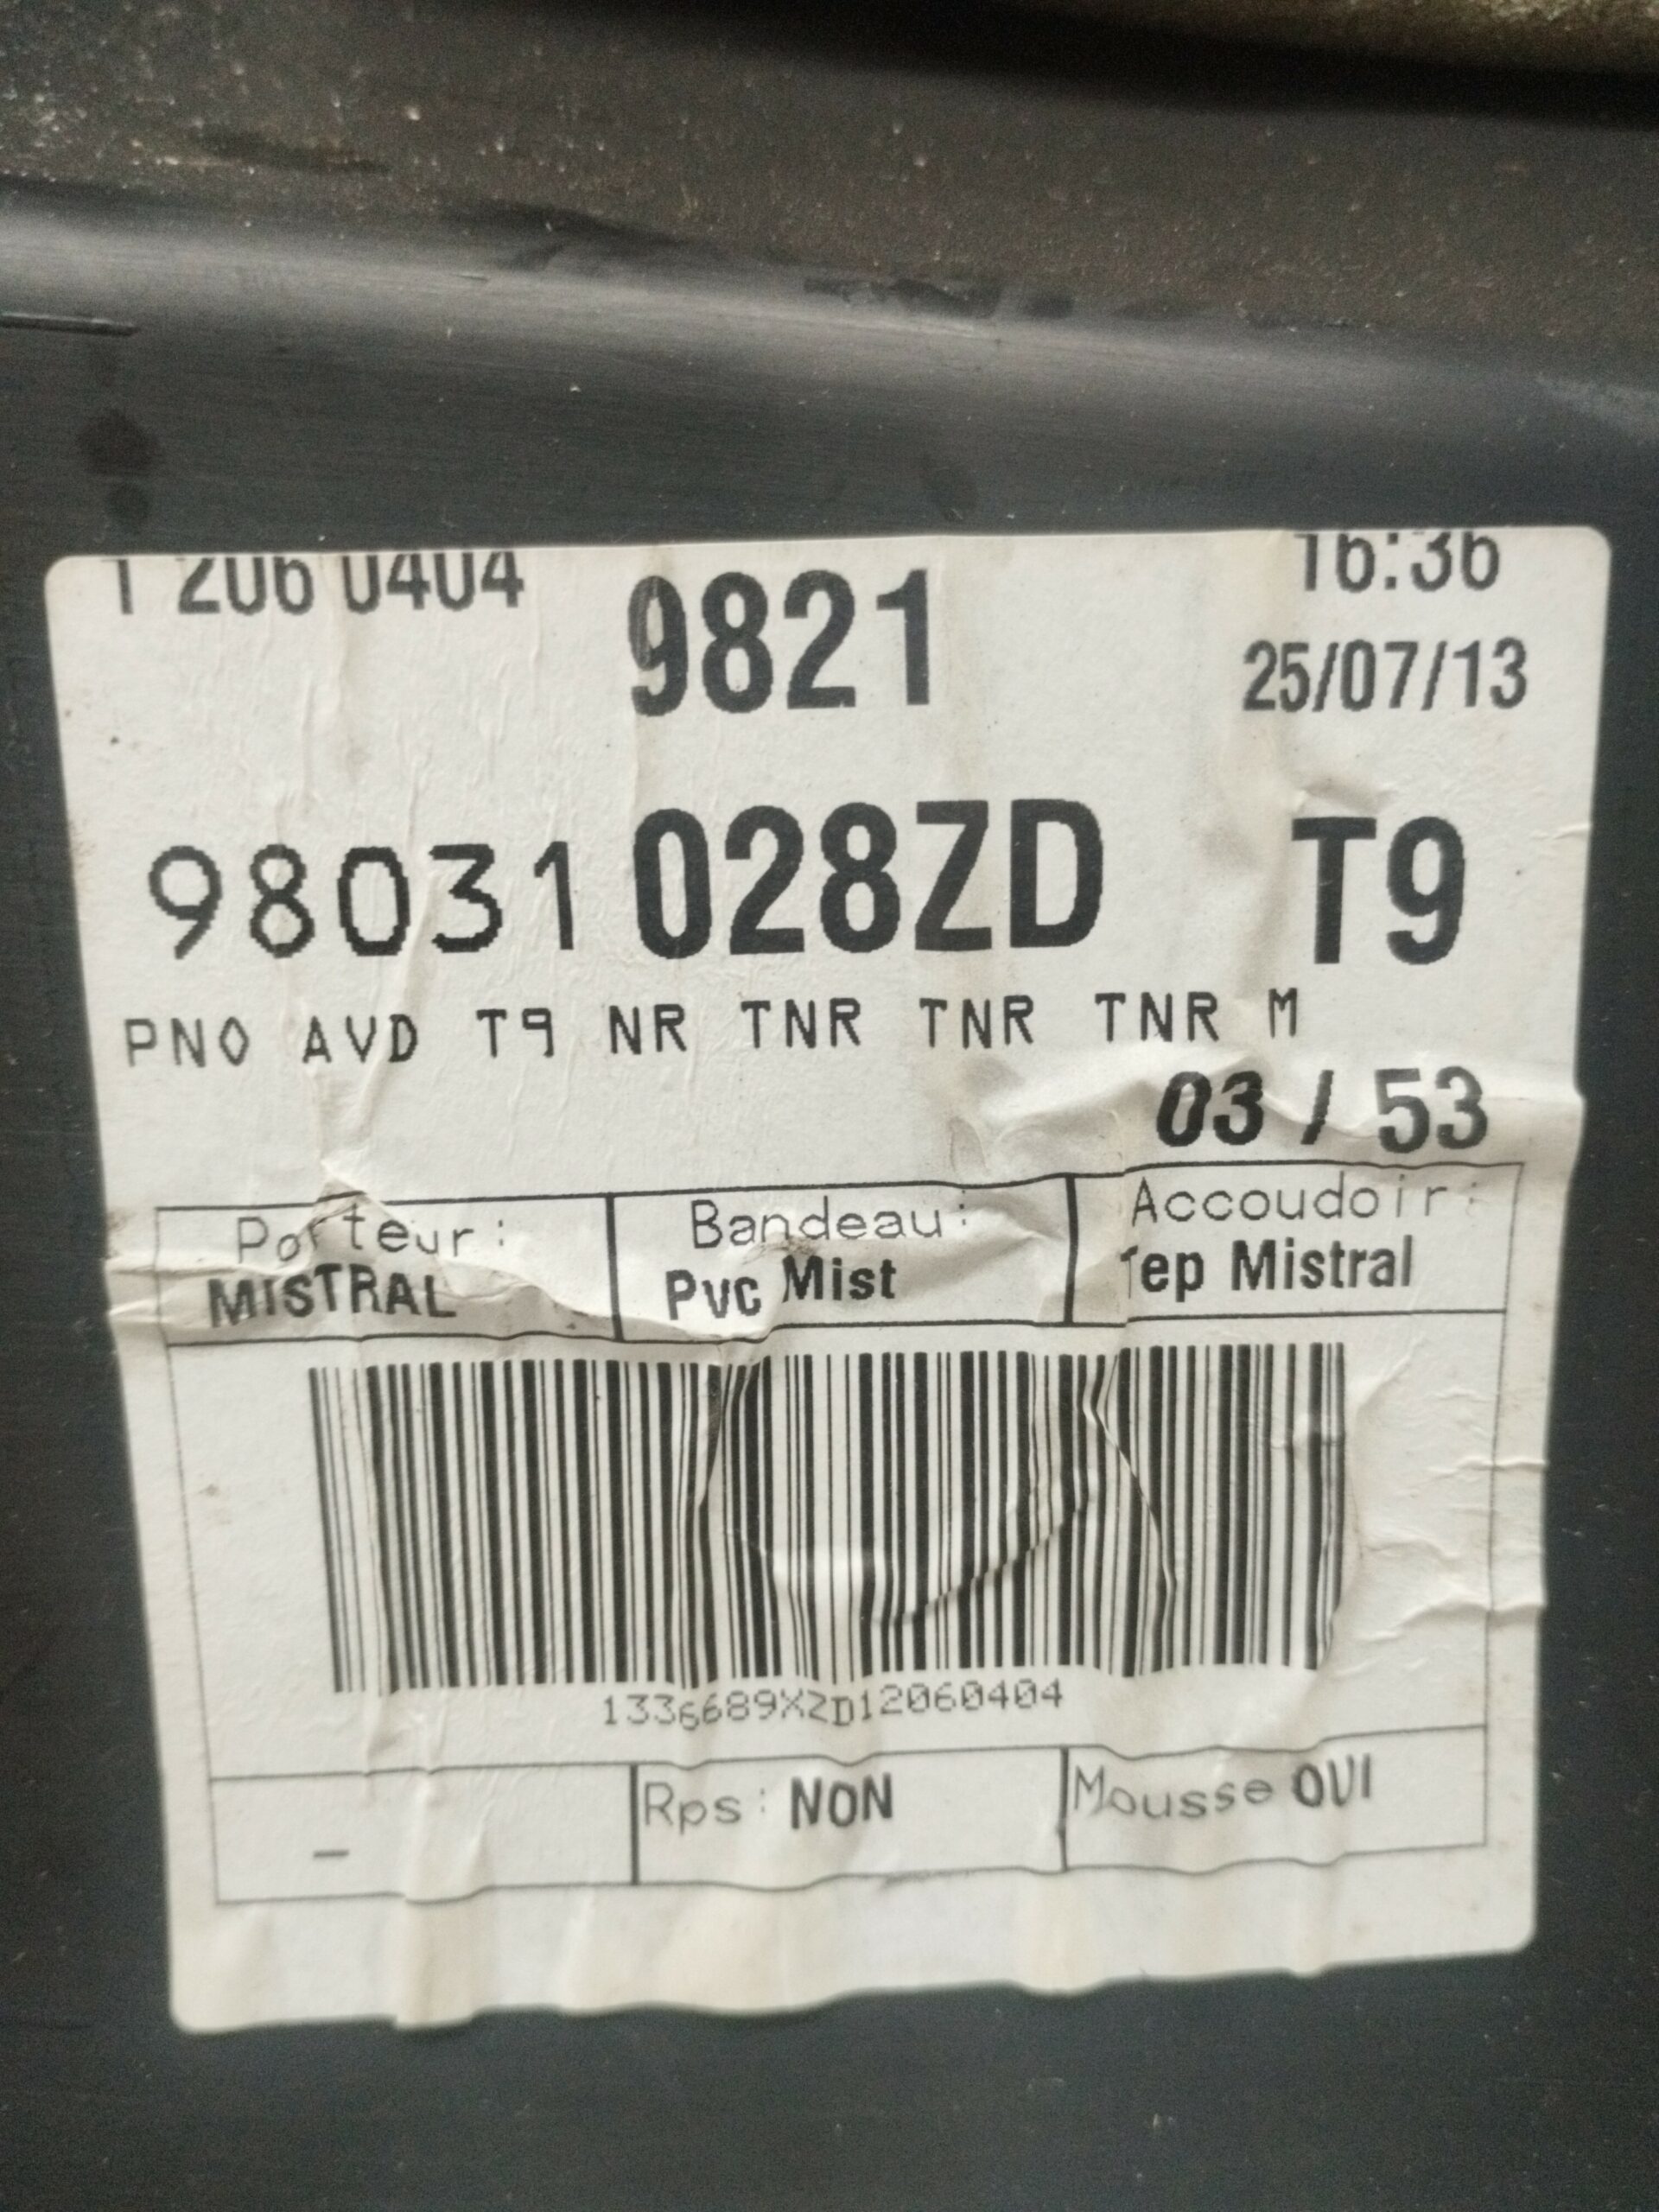 1 206 0404 9821 16:36
25/07/13
98031 028ZD T9
PNO AVD T9 NR TNR TNR TNR M
03 / 53
Porteur: Bandeau: Accoudoir:
MISTRAL Pvc Mist Tep Mistral
1336689XZD12060404
Rps: NON Mousse OUI
-